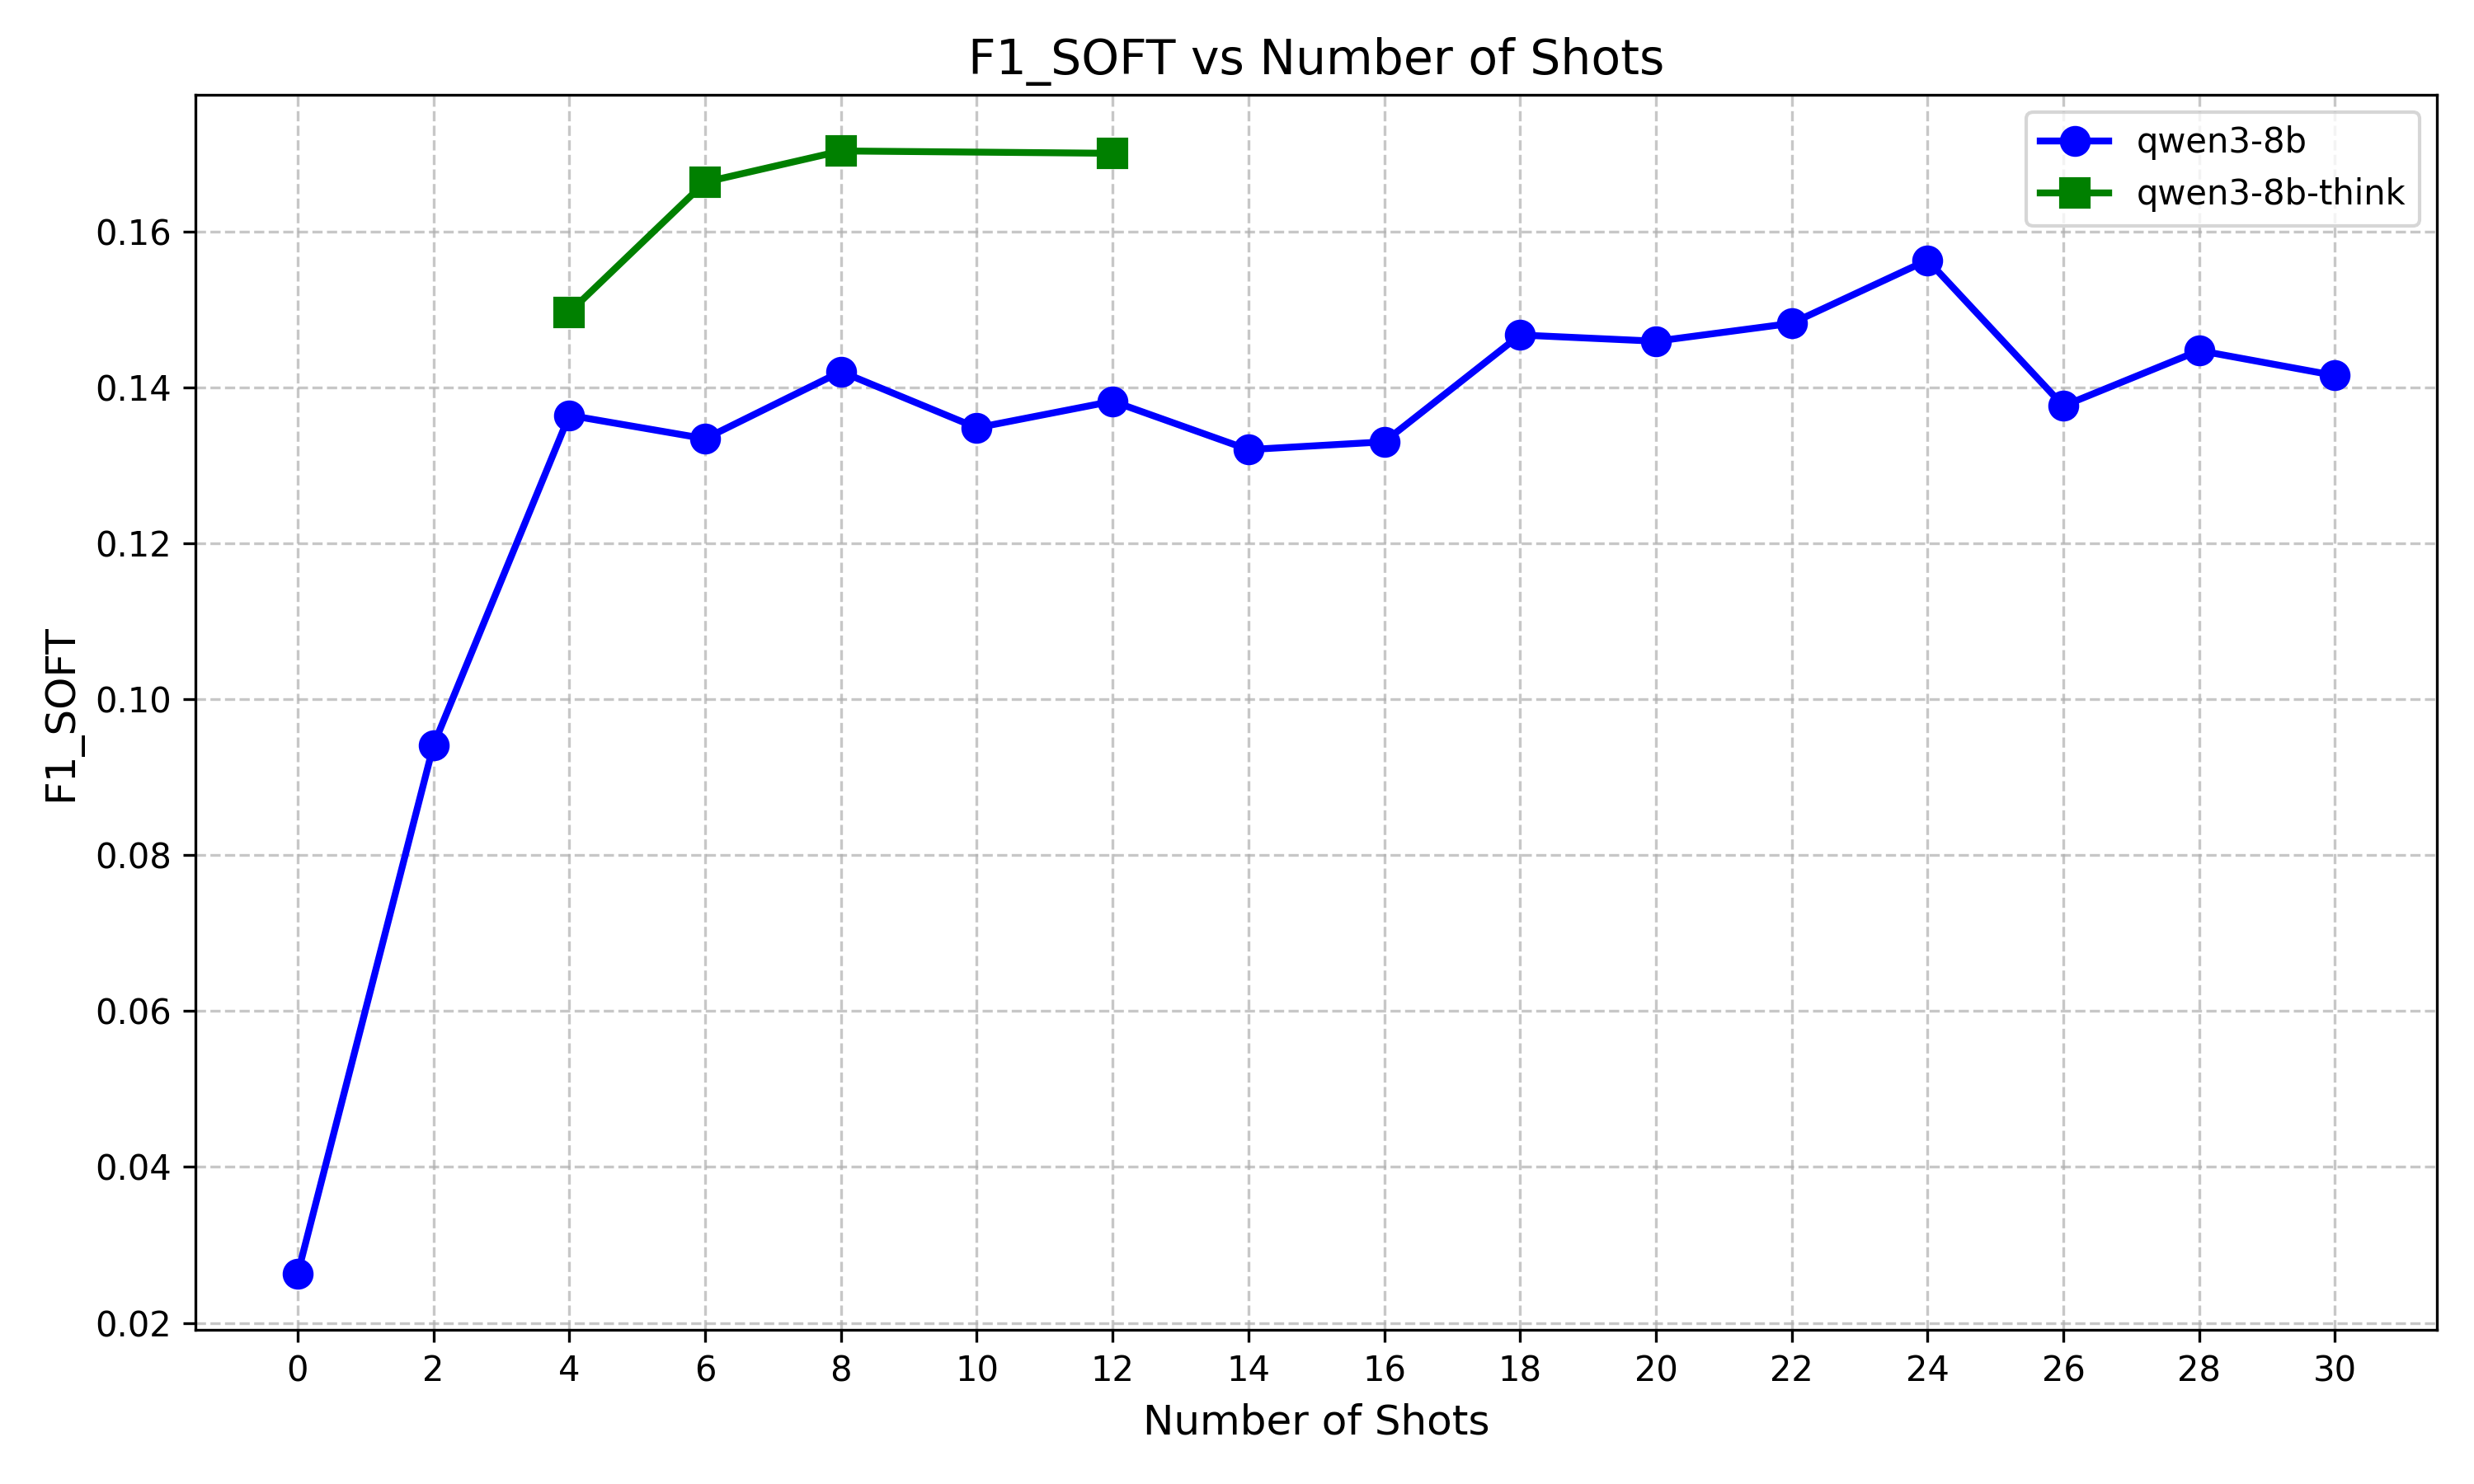 F1_SOFT vs Number of Shots
qwen3-8b
qwen3-8b-think
F1_SOFT
0.16
0.14
0.12
0.10
0.08
0.06
0.04
0.02
0 2 4 6 8 10 12 14 16 18 20 22 24 26 28 30
Number of Shots